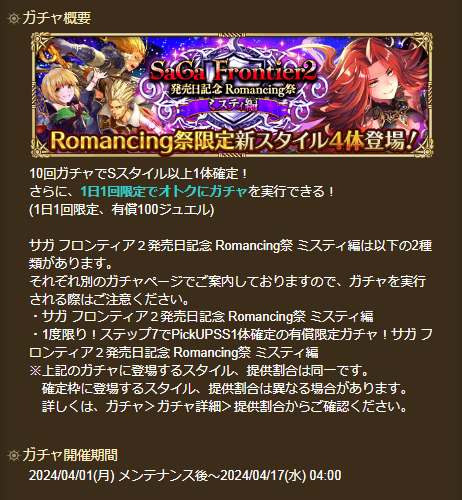 ガチャ概要
SaGa Frontier2
発売日記念 Romancing祭
ミスティ編
Romancing祭限定新スタイル4体登場!
10回ガチャでSスタイル以上1体確定！
さらに、1日1回限定でオトクにガチャを実行できる！
(1日1回限定、有償100ジュエル)
サガ フロンティア２発売日記念 Romancing祭 ミスティ編は以下の2種
類があります。
それぞれ別のガチャページでご案内しておりますので、ガチャを実行
される際はご注意ください。
・サガ フロンティア２発売日記念 Romancing祭 ミスティ編
・1度限り！ステップ7でPickUPSS1体確定の有償限定ガチャ！サガ フ
ロンティア２発売日記念 Romancing祭 ミスティ編
※上記のガチャに登場するスタイル、提供割合は同一です。
確定枠に登場するスタイル、提供割合は異なる場合があります。
詳しくは、ガチャ＞ガチャ詳細＞提供割合からご確認ください。
ガチャ開催期間
2024/04/01(月) メンテナンス後～2024/04/17(水) 04:00